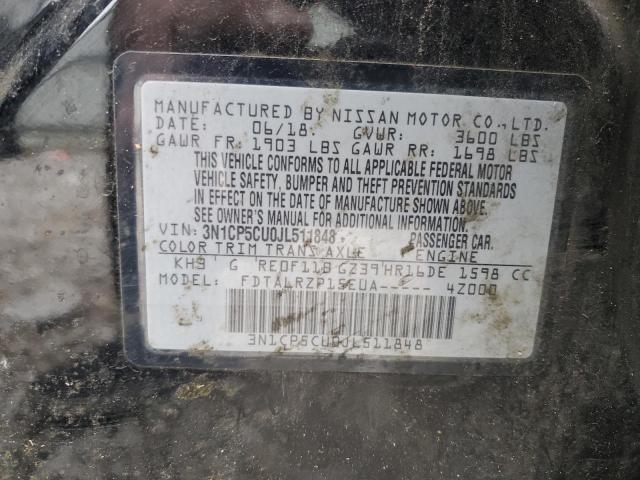 MANUFACTURED BY NISSAN MOTOR CO., LTD.
DATE: 06/18 GVWR: 3600 LBS
GAWR FR: 1903 LBS GAWR RR: 1698 LBS
THIS VEHICLE CONFORMS TO ALL APPLICABLE FEDERAL MOTOR
VEHICLE SAFETY, BUMPER AND THEFT PREVENTION STANDARDS
IN EFFECT ON THE DATE OF MANUFACTURE SHOWN ABOVE.
SEE OWNER'S MANUAL FOR ADDITIONAL INFORMATION.
VIN: 3N1CP5CU0JL511848 PASSENGER CAR.
COLOR TRIM TRANS AXLE ENGINE
KH3 G RE0F11B GZ39 HR16DE 1598 CC
MODEL: FDTALRZP15EUA----- 4Z000
3N1CP5CU0JL511848